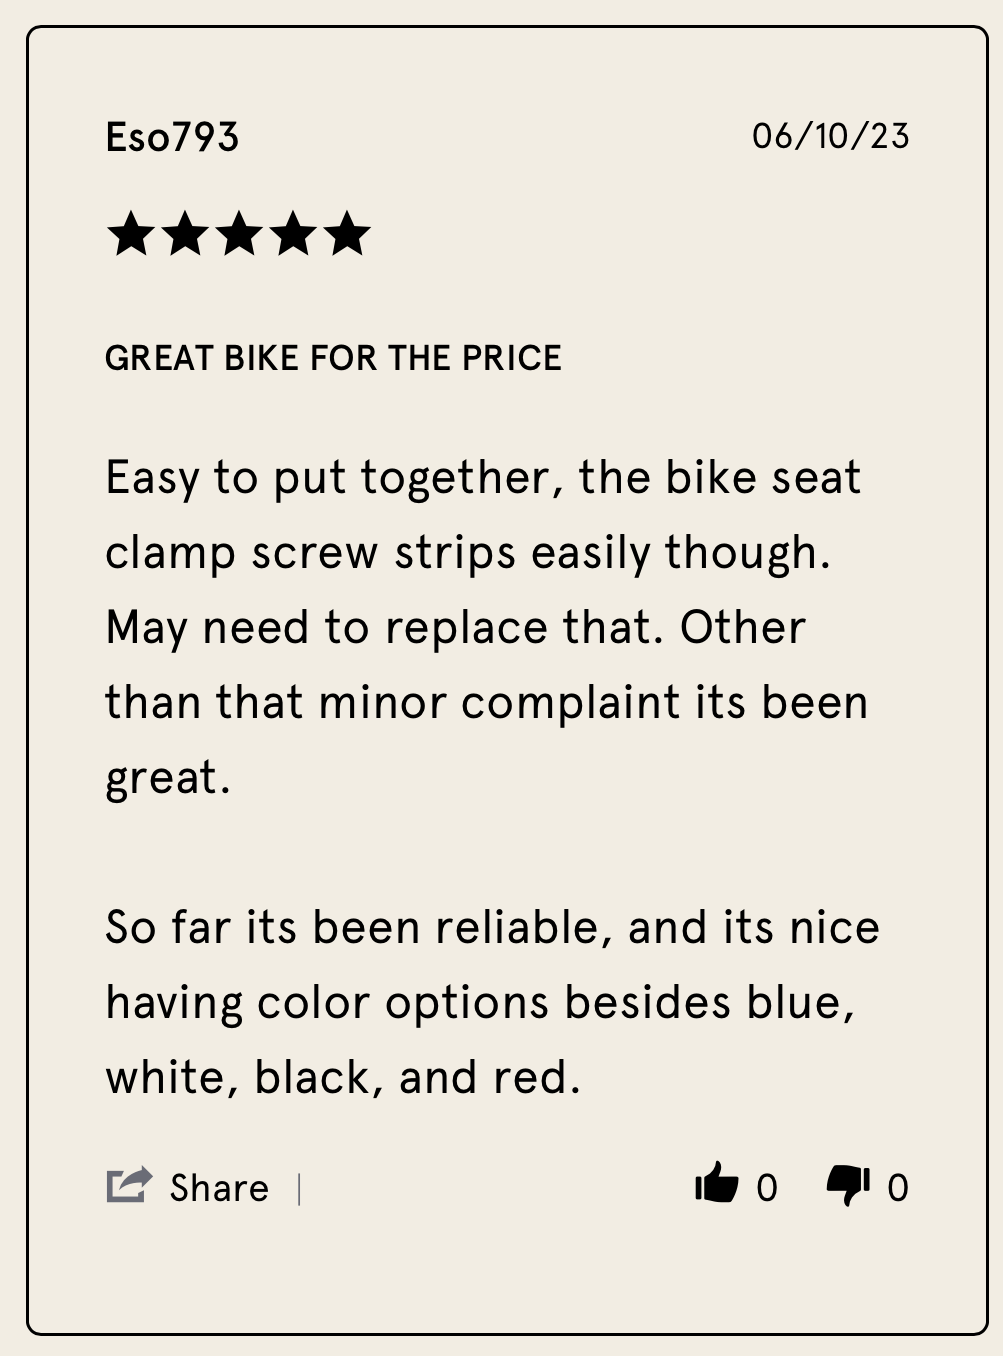 Eso793
06/10/23
GREAT BIKE FOR THE PRICE
Easy to put together, the bike seat
clamp screw strips easily though.
May need to replace that. Other
than that minor complaint its been
great.
So far its been reliable, and its nice
having color options besides blue,
white, black, and red.
Share |
0
0